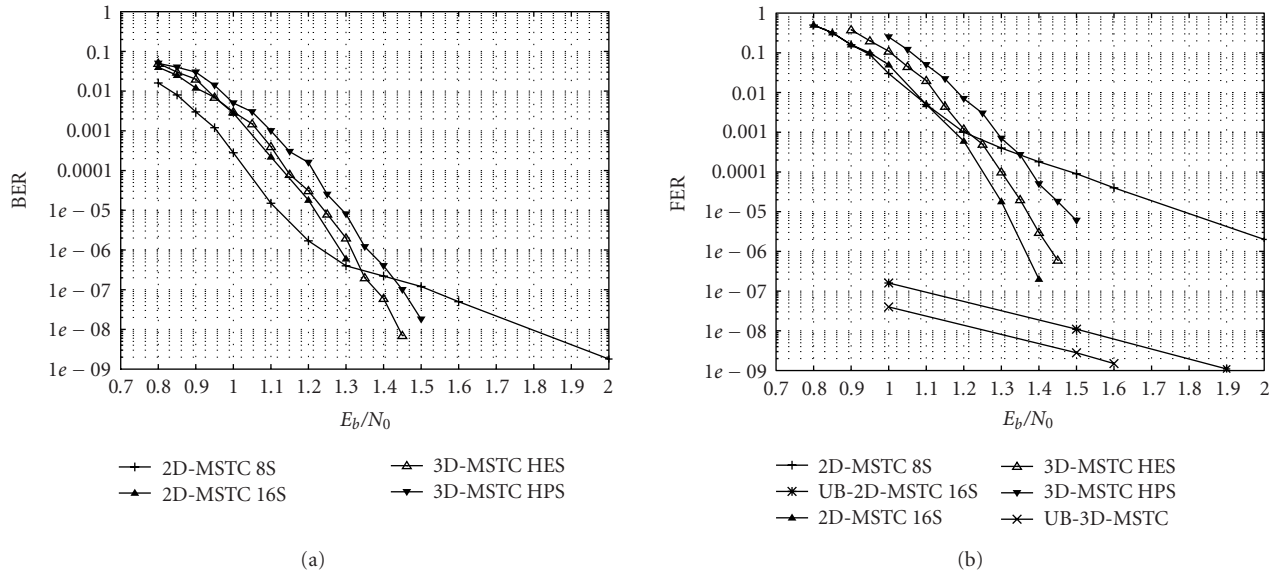 1
0.1
0.01
0.001
0.0001
1e − 05
1e − 06
1e − 07
1e − 08
1e − 09
BER
0.7 0.8 0.9 1 1.1 1.2 1.3 1.4 1.5 1.6 1.7 1.8 1.9 2
E_b/N_0
2D-MSTC 8S
2D-MSTC 16S
3D-MSTC HES
3D-MSTC HPS
(a)
1
0.1
0.01
0.001
0.0001
1e − 05
1e − 06
1e − 07
1e − 08
1e − 09
FER
0.7 0.8 0.9 1 1.1 1.2 1.3 1.4 1.5 1.6 1.7 1.8 1.9 2
E_b/N_0
2D-MSTC 8S
UB-2D-MSTC 16S
2D-MSTC 16S
3D-MSTC HES
3D-MSTC HPS
UB-3D-MSTC
(b)